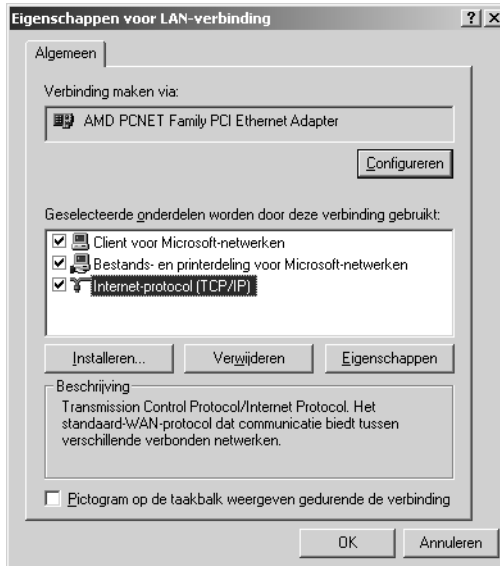 Eigenschappen voor LAN-verbinding
Algemeen
Verbinding maken via:
AMD PCNET Family PCI Ethernet Adapter
Configureren
Geselecteerde onderdelen worden door deze verbinding gebruikt:
Client voor Microsoft-netwerken
Bestands- en printerdeling voor Microsoft-netwerken
Internet-protocol (TCP/IP)
Installeren...
Verwijderen
Eigenschappen
Beschrijving
Transmission Control Protocol/Internet Protocol. Het
standaard-WAN-protocol dat communicatie biedt tussen
verschillende verbonden netwerken.
Pictogram op de taakbalk weergeven gedurende de verbinding
OK
Annuleren